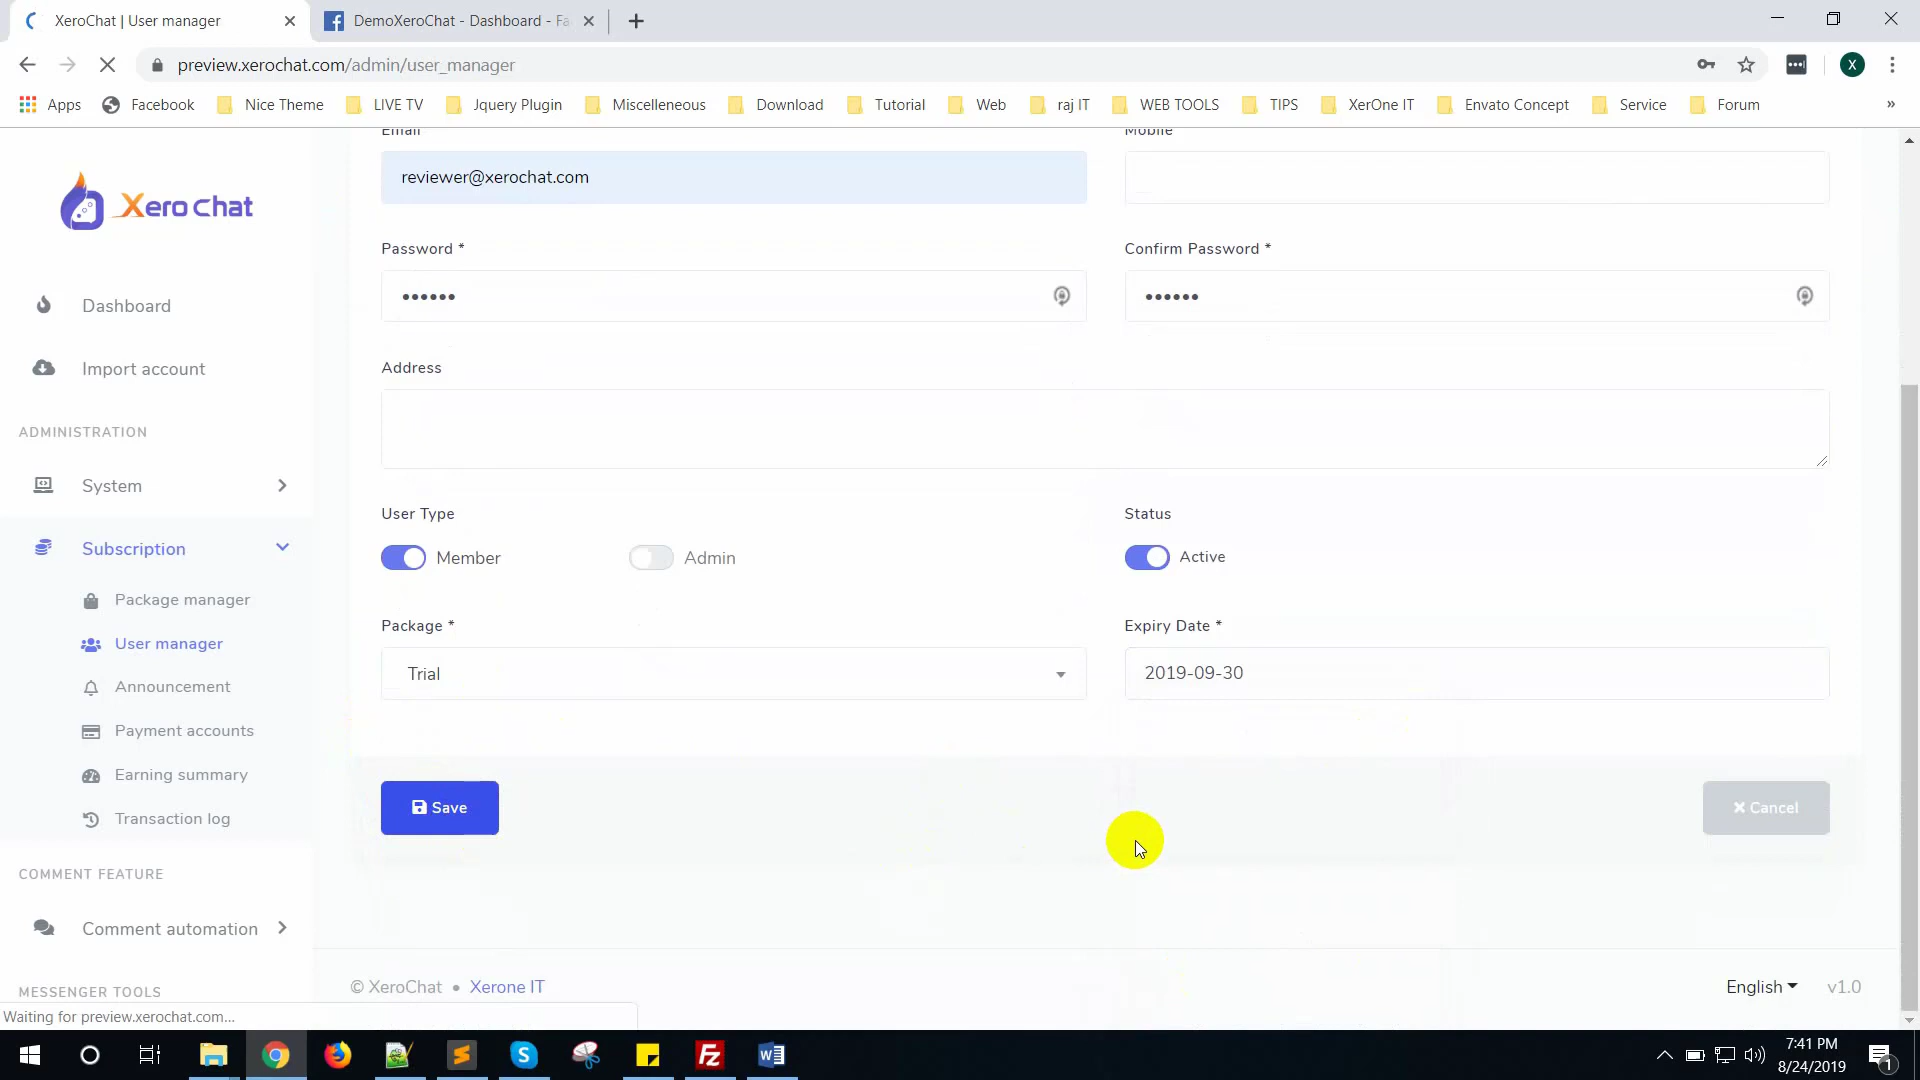 XeroChat | User manager
DemoXeroChat - Dashboard - Fa
preview.xerochat.com/admin/user_manager
X
Apps Facebook Nice Theme LIVE TV Jquery Plugin Miscelleneous Download Tutorial Web raj IT WEB TOOLS TIPS XerOne IT Envato Concept Service Forum »
Xero Chat
Dashboard
Import account
ADMINISTRATION
System
Subscription
Package manager
User manager
Announcement
Payment accounts
Earning summary
Transaction log
COMMENT FEATURE
Comment automation
MESSENGER TOOLS
Email Mobile
reviewer@xerochat.com
Password * Confirm Password *
•••••• ••••••
Address
User Type Status
Member Admin Active
Package * Expiry Date *
Trial 2019-09-30
Save Cancel
© XeroChat • Xerone IT English v1.0
Waiting for preview.xerochat.com...
7:41 PM
8/24/2019
1